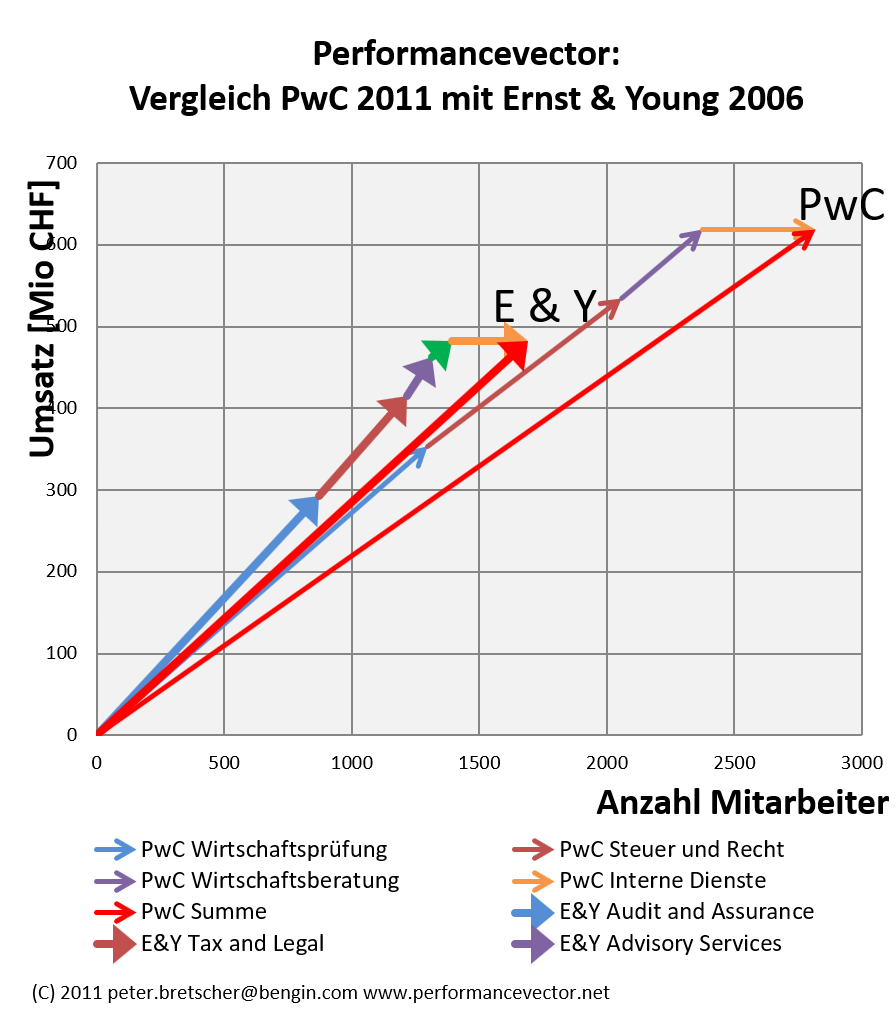 Performancevector:
Vergleich PwC 2011 mit Ernst & Young 2006
Umsatz [Mio CHF]
700
600
500
400
300
200
100
0
PwC
E & Y
0 500 1000 1500 2000 2500 3000
Anzahl Mitarbeiter
PwC Wirtschaftsprüfung PwC Steuer und Recht
PwC Wirtschaftsberatung PwC Interne Dienste
PwC Summe E&Y Audit and Assurance
E&Y Tax and Legal E&Y Advisory Services
(C) 2011 peter.bretscher@bengin.com www.performancevector.net